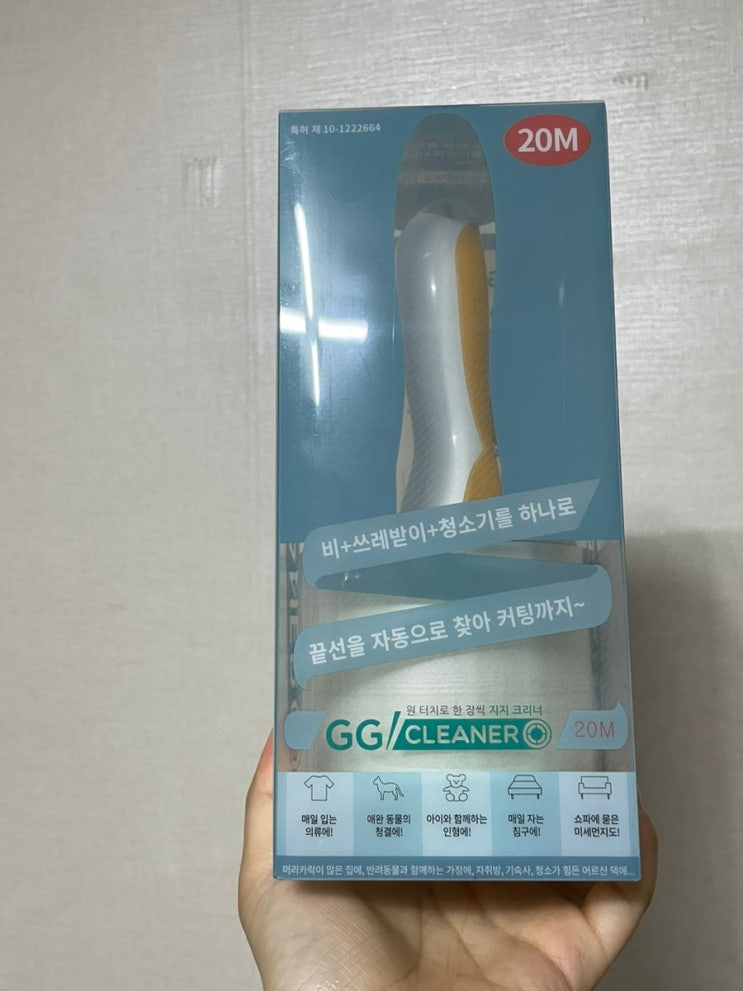 특허 제 10-1222664
20M
비+쓰레받이+청소기를 하나로
끝선을 자동으로 찾아 커팅까지~
원 터치로 한 장씩 지지 크리너
GG/CLEANER
20M
매일 입는
의류에!
애완 동물의
청결에!
아이와 함께하는
인형에!
매일 자는
침구에!
쇼파에 묻은
미세먼지도!
머리카락이 많은 집에, 반려동물과 함께하는 가정에, 자취방, 기숙사, 청소가 힘든 어르신 댁에...